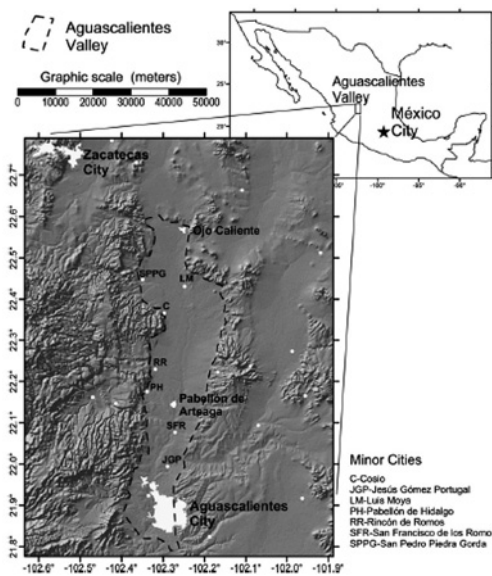 Aguascalientes
Valley
Graphic scale (meters)
0 10000 20000 30000 40000 50000
Aguascalientes
Valley
México
City
Zacatecas
City
Ojo Caliente
SPPG
LM
C
RR
PH
Pabellón de
Arteaga
SFR
JGP
Aguascalientes
City
22.7°
22.6°
22.5°
22.4°
22.3°
22.2°
22.1°
22.0°
21.9°
21.8°
-102.6° -102.5° -102.4° -102.3° -102.2° -102.1° -102.0° -101.9°
Minor Cities
C-Cosio
JGP-Jesús Gómez Portugal
LM-Luis Moya
PH-Pabellón de Hidalgo
RR-Rincón de Romos
SFR-San Francisco de los Romo
SPPG-San Pedro Piedra Gorda